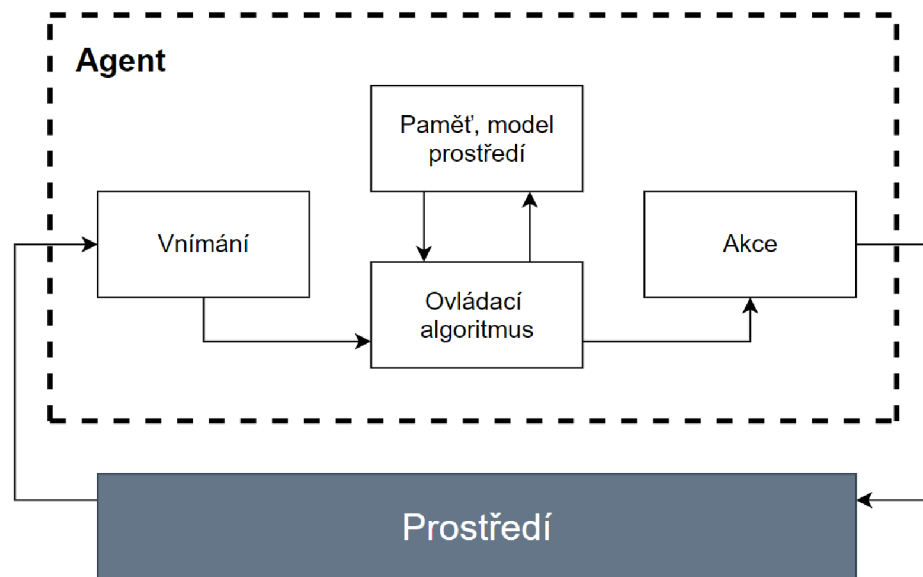 Agent
Paměť, model
prostředí
Vnímání
Akce
Ovládací
algoritmus
Prostředí